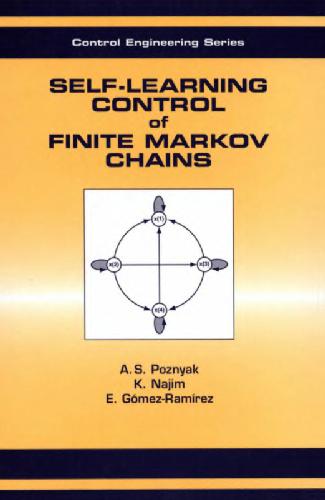 Control Engineering Series
SELF-LEARNING
CONTROL
of
FINITE MARKOV
CHAINS
x(1)
x(2)
x(3)
x(4)
A. S. Poznyak
K. Najim
E. Gómez-Ramírez